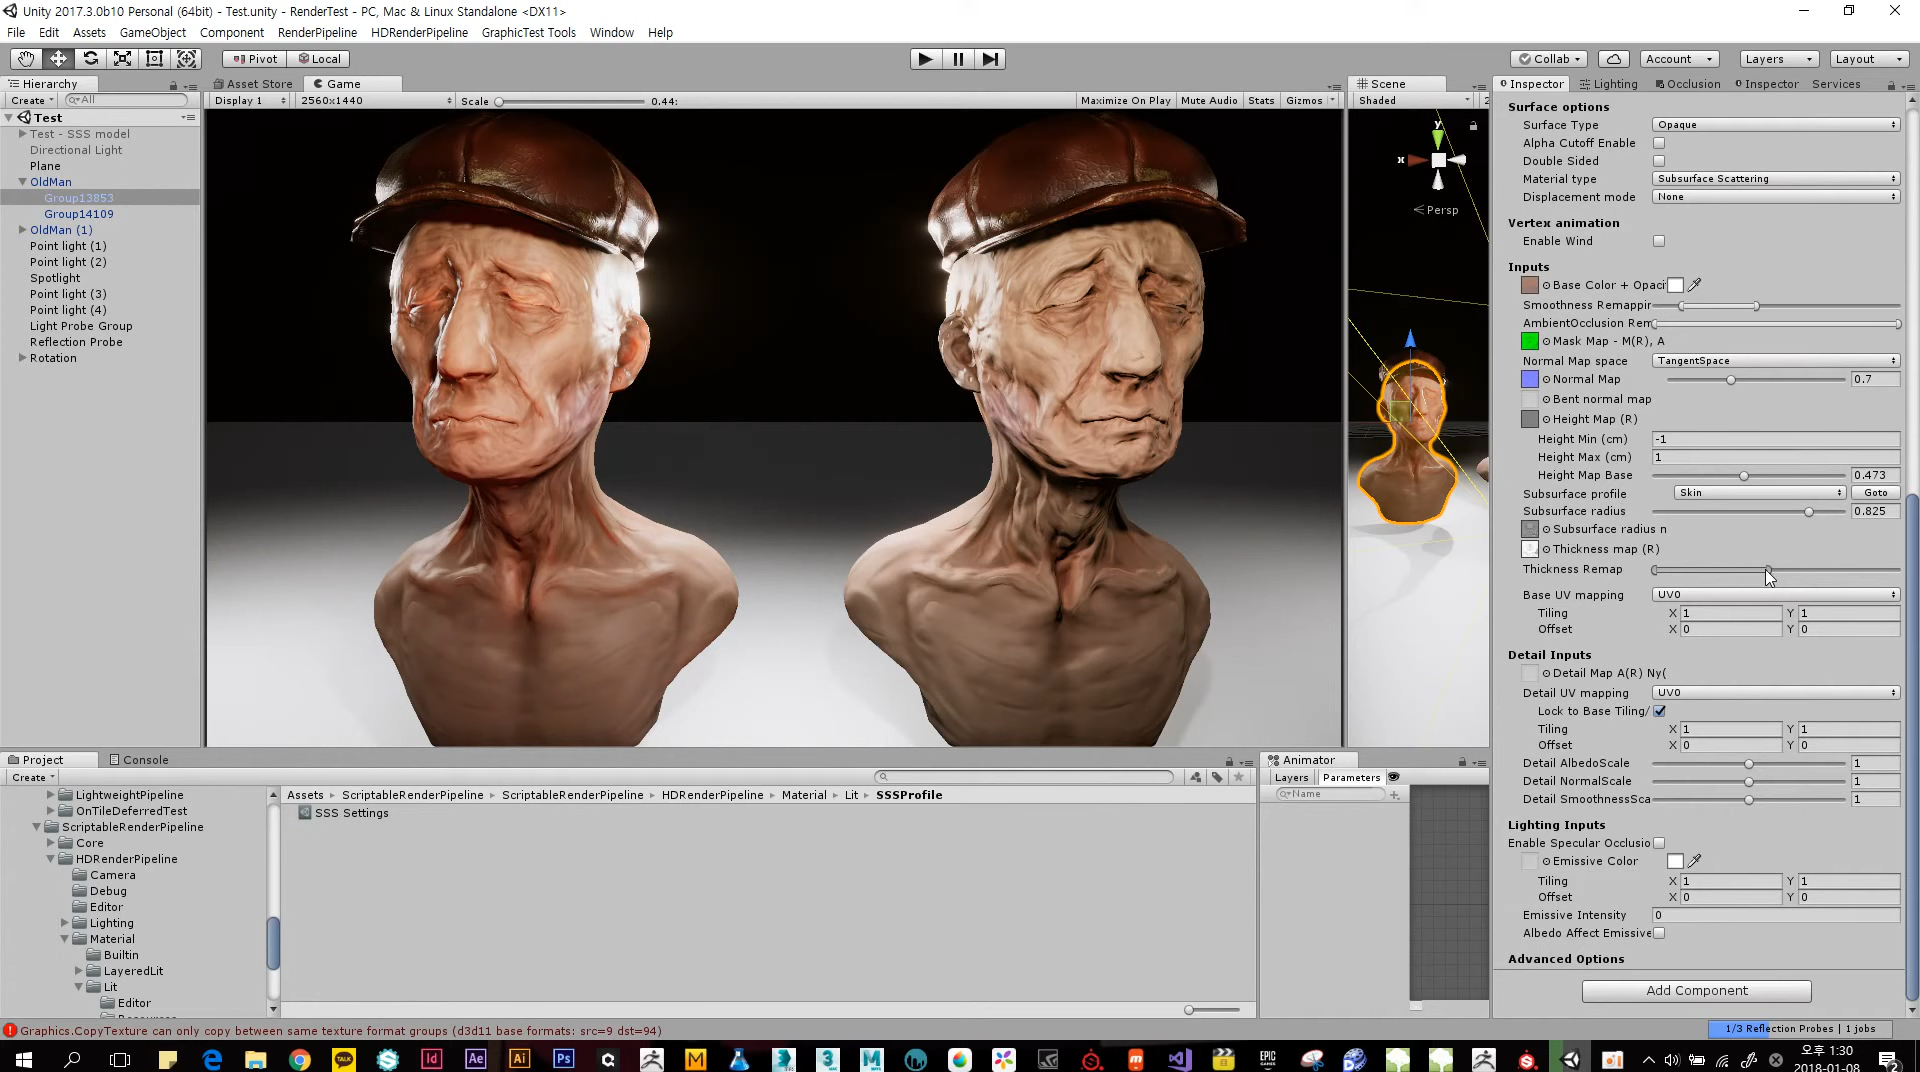 Unity 2017.3.0b10 Personal (64bit) - Test.unity - RenderTest - PC, Mac & Linux Standalone <DX11>
File Edit Assets GameObject Component RenderPipeline HDRenderPipeline GraphicTest Tools Window Help
Pivot Local Collab Account Layers Layout
Hierarchy Asset Store Game Scene Inspector Lighting Occlusion Inspector Services
Create All Display 1 2560x1440 Scale 0.44: Maximize On Play Mute Audio Stats Gizmos Shaded 2
Test
Test - SSS model
Directional Light
Plane
OldMan
Group13853
Group14109
OldMan (1)
Point light (1)
Point light (2)
Spotlight
Point light (3)
Point light (4)
Light Probe Group
Reflection Probe
Rotation
y
x
Persp
Surface options
Surface Type Opaque
Alpha Cutoff Enable
Double Sided
Material type Subsurface Scattering
Displacement mode None
Vertex animation
Enable Wind
Inputs
Base Color + Opaci
Smoothness Remappir
AmbientOcclusion Rem
Mask Map - M(R), A
Normal Map space TangentSpace
Normal Map 0.7
Bent normal map
Height Map (R)
Height Min (cm) -1
Height Max (cm) 1
Height Map Base 0.473
Subsurface profile Skin Goto
Subsurface radius 0.825
Subsurface radius n
Thickness map (R)
Thickness Remap
Base UV mapping UV0
Tiling X 1 Y 1
Offset X 0 Y 0
Detail Inputs
Detail Map A(R) Ny(
Detail UV mapping UV0
Lock to Base Tiling/
Tiling X 1 Y 1
Offset X 0 Y 0
Detail AlbedoScale 1
Detail NormalScale 1
Detail SmoothnessSca 1
Lighting Inputs
Enable Specular Occlusio
Emissive Color
Tiling X 1 Y 1
Offset X 0 Y 0
Emissive Intensity 0
Albedo Affect Emissive
Advanced Options
Add Component
Project Console
Create
LightweightPipeline
OnTileDeferredTest
ScriptableRenderPipeline
Core
HDRenderPipeline
Camera
Debug
Editor
Lighting
Material
Builtin
LayeredLit
Lit
Editor
Assets ScriptableRenderPipeline ScriptableRenderPipeline HDRenderPipeline Material Lit SSSProfile
SSS Settings
Animator
Layers Parameters
Name
Graphics.CopyTexture can only copy between same texture format groups (d3d11 base formats: src=9 dst=94)
1/3 Reflection Probes | 1 jobs
TALK Id Ae Ai Ps M 3 M EPIC GAMES
오후 1:30
2018-01-08
2